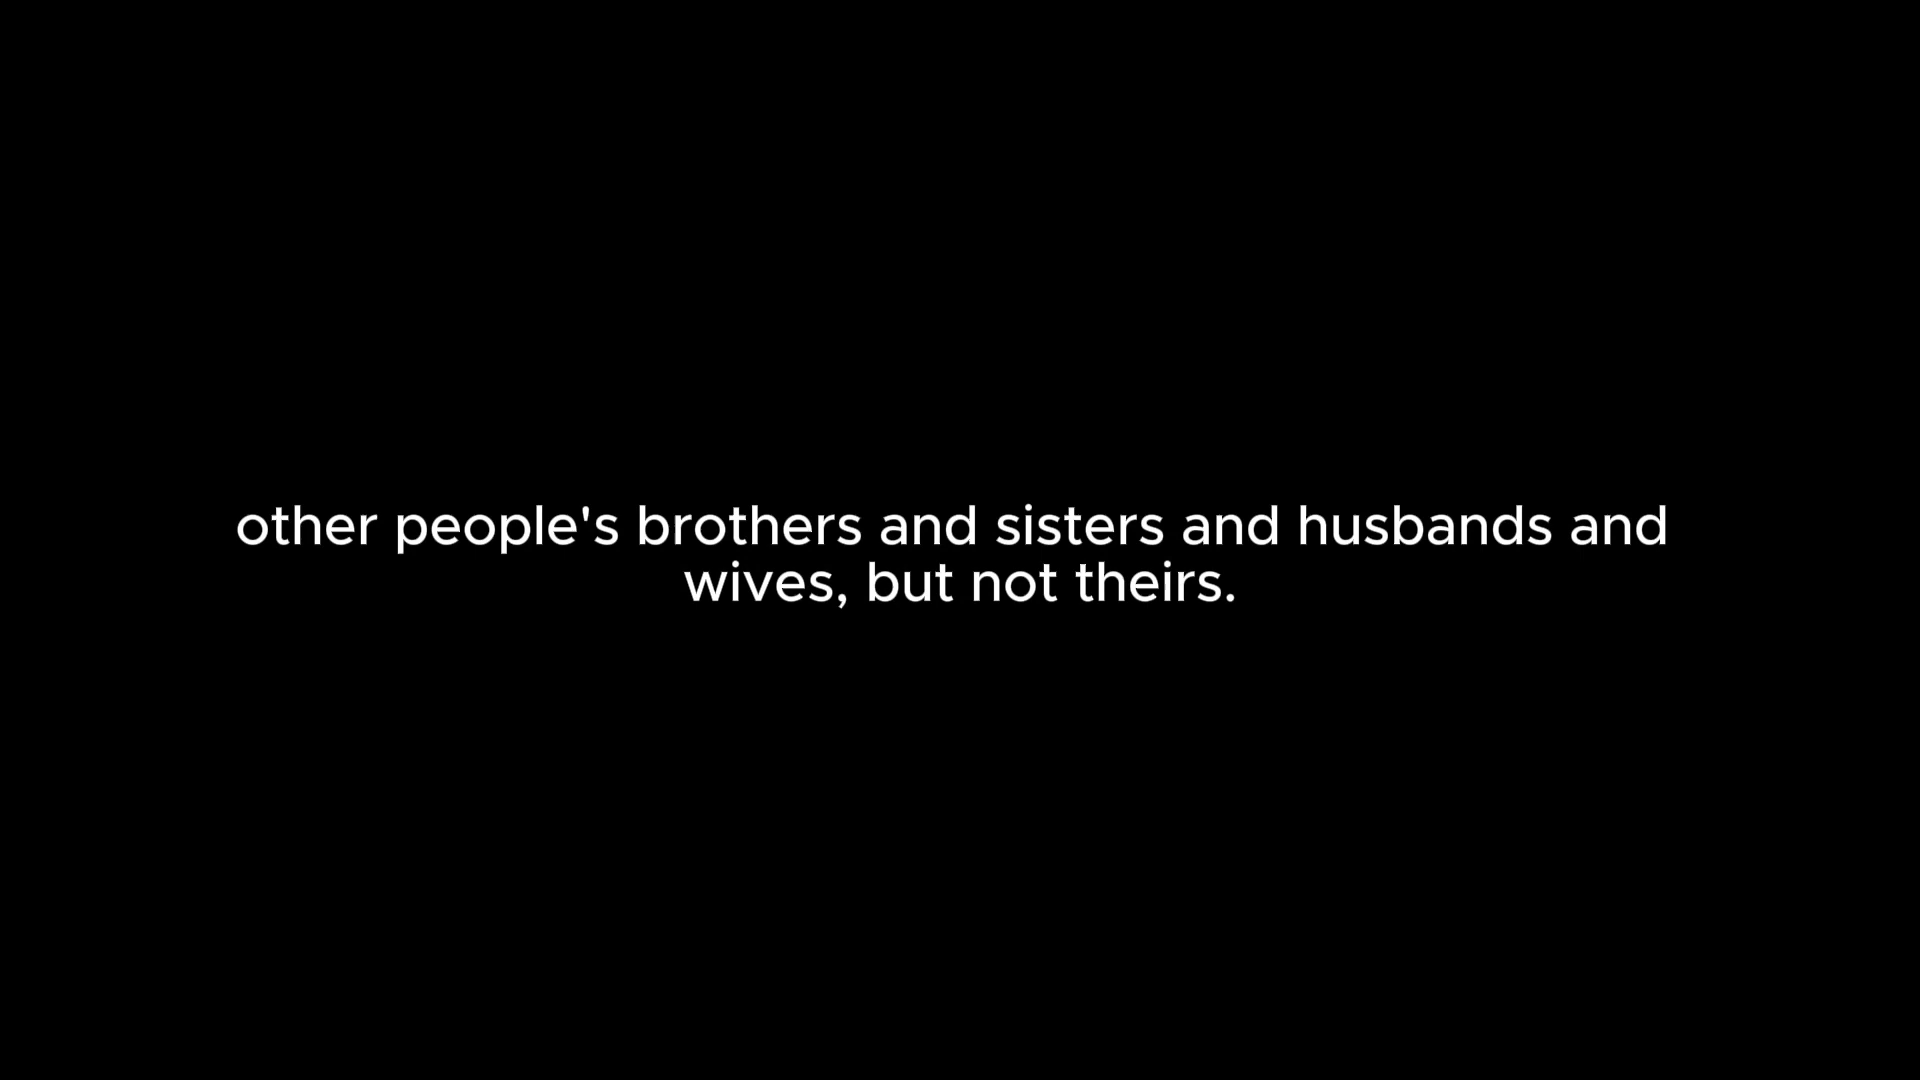 other people's brothers and sisters and husbands and
wives, but not theirs.